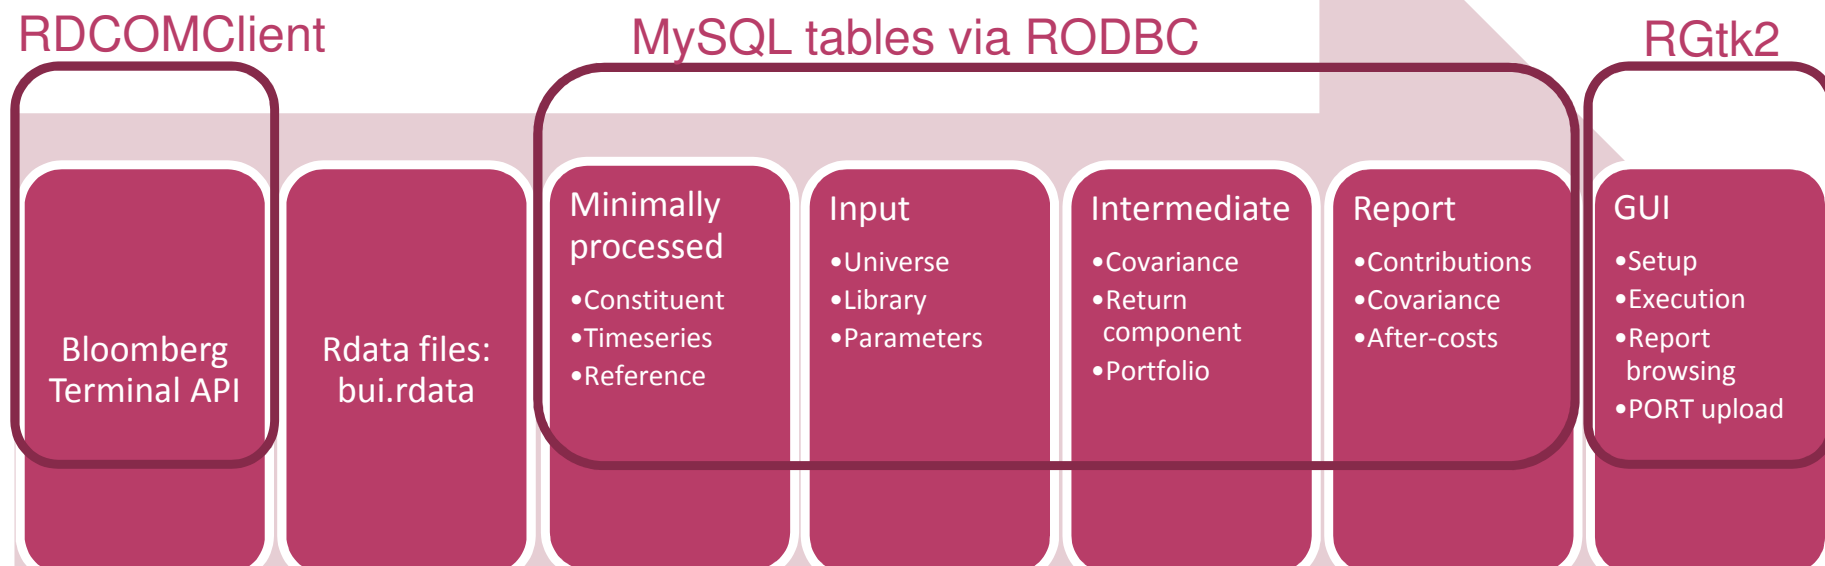 RDCOMClient
MySQL tables via RODBC
RGtk2
Bloomberg
Terminal API
Rdata files:
bui.rdata
Minimally
processed
•Constituent
•Timeseries
•Reference
Input
•Universe
•Library
•Parameters
Intermediate
•Covariance
•Return
component
•Portfolio
Report
•Contributions
•Covariance
•After-costs
GUI
•Setup
•Execution
•Report
browsing
•PORT upload